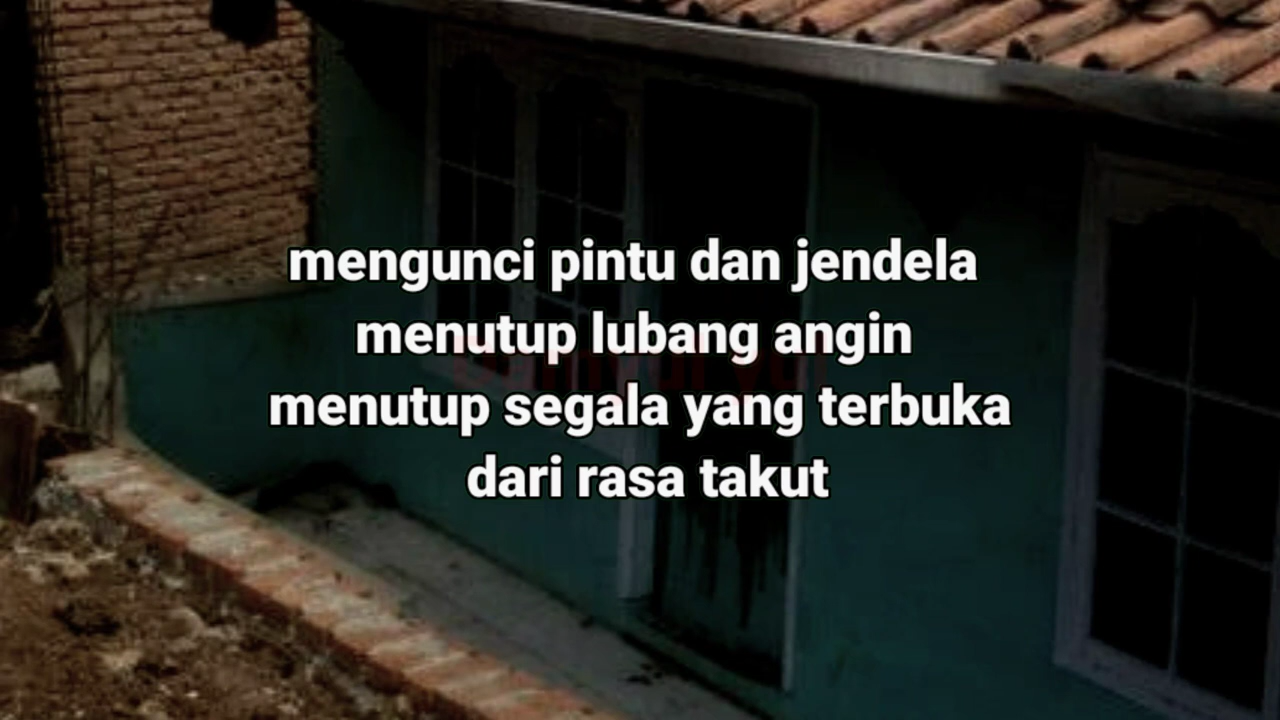 mengunci pintu dan jendela
menutup lubang angin
menutup segala yang terbuka
dari rasa takut